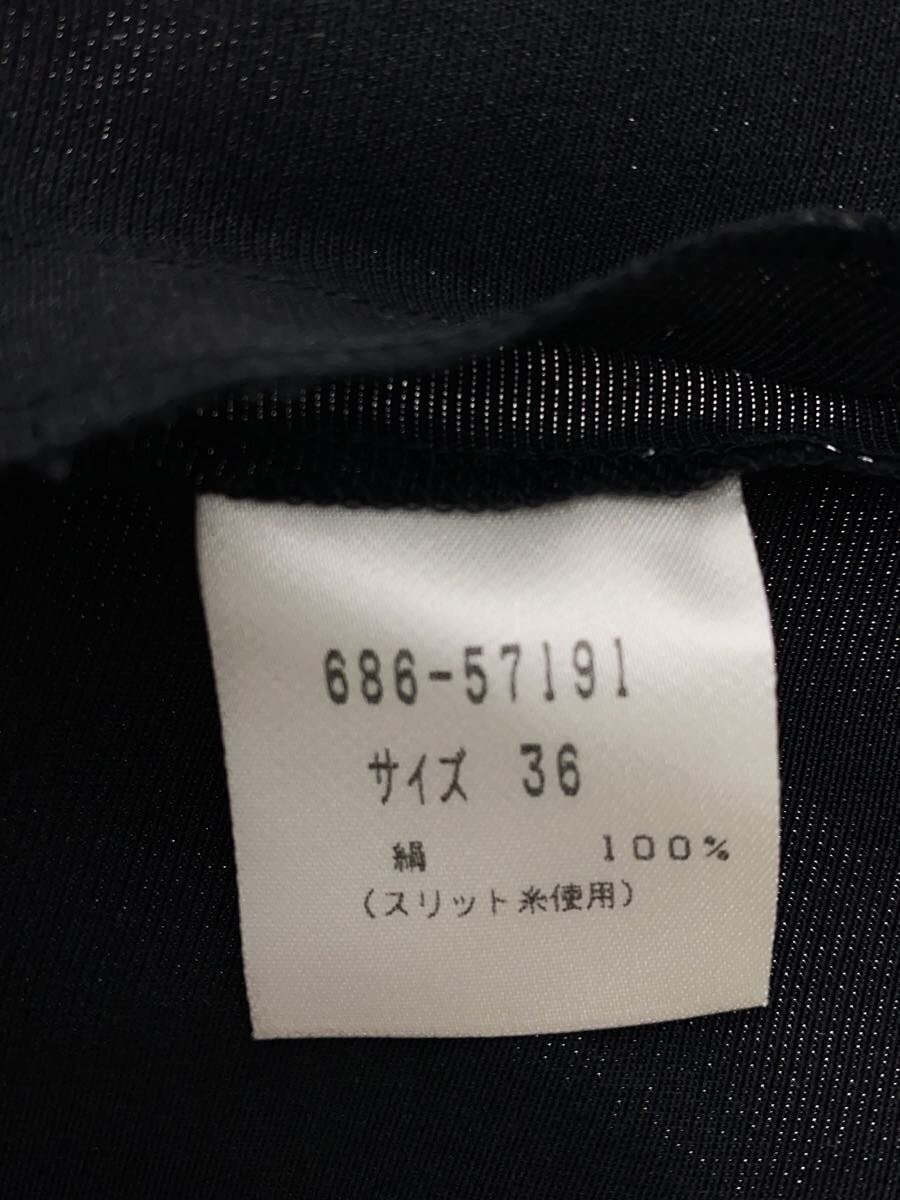 686-57191
サイズ 36
絹 100%
(スリット糸使用)